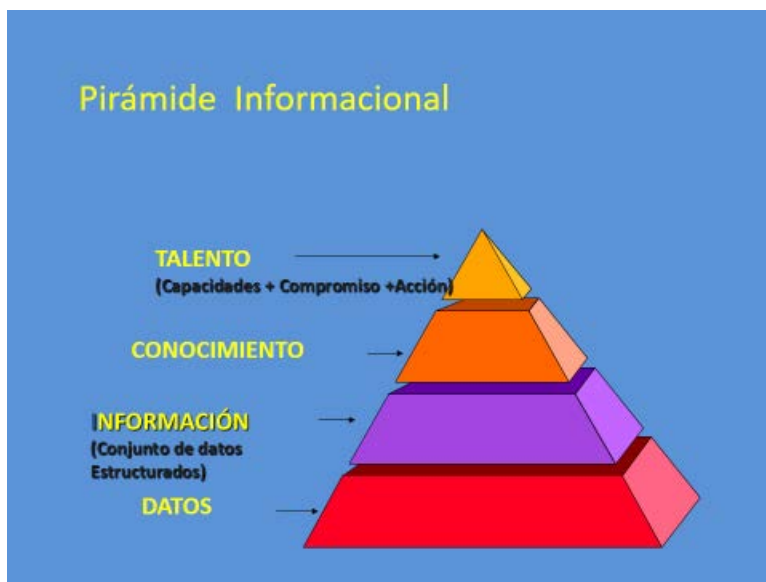 Pirámide Informacional
TALENTO
(Capacidades + Compromiso +Acción)
CONOCIMIENTO
INFORMACIÓN
(Conjunto de datos
Estructurados)
DATOS